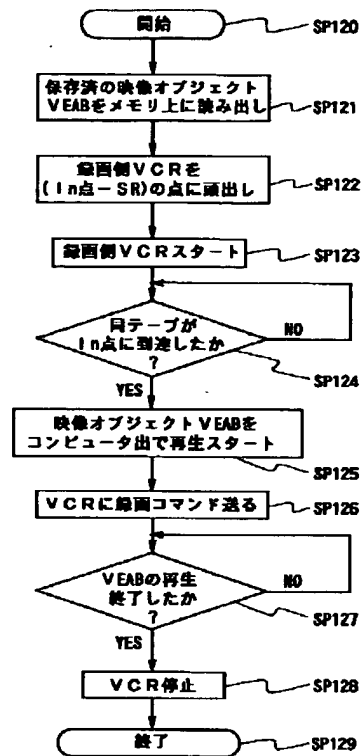 開始
SP120
保存済の映像オブジェクト
VEABをメモリ上に読み出し
SP121
録画側VCRを
(In点-SR)の点に頭出し
SP122
録画側VCRスタート
SP123
同テープが
In点に到達したか
?
NO
SP124
YES
映像オブジェクトVEABを
コンピュータ出で再生スタート
SP125
VCRに録画コマンド送る
SP126
VEABの再生
終了したか
?
NO
SP127
YES
VCR停止
SP128
終了
SP129